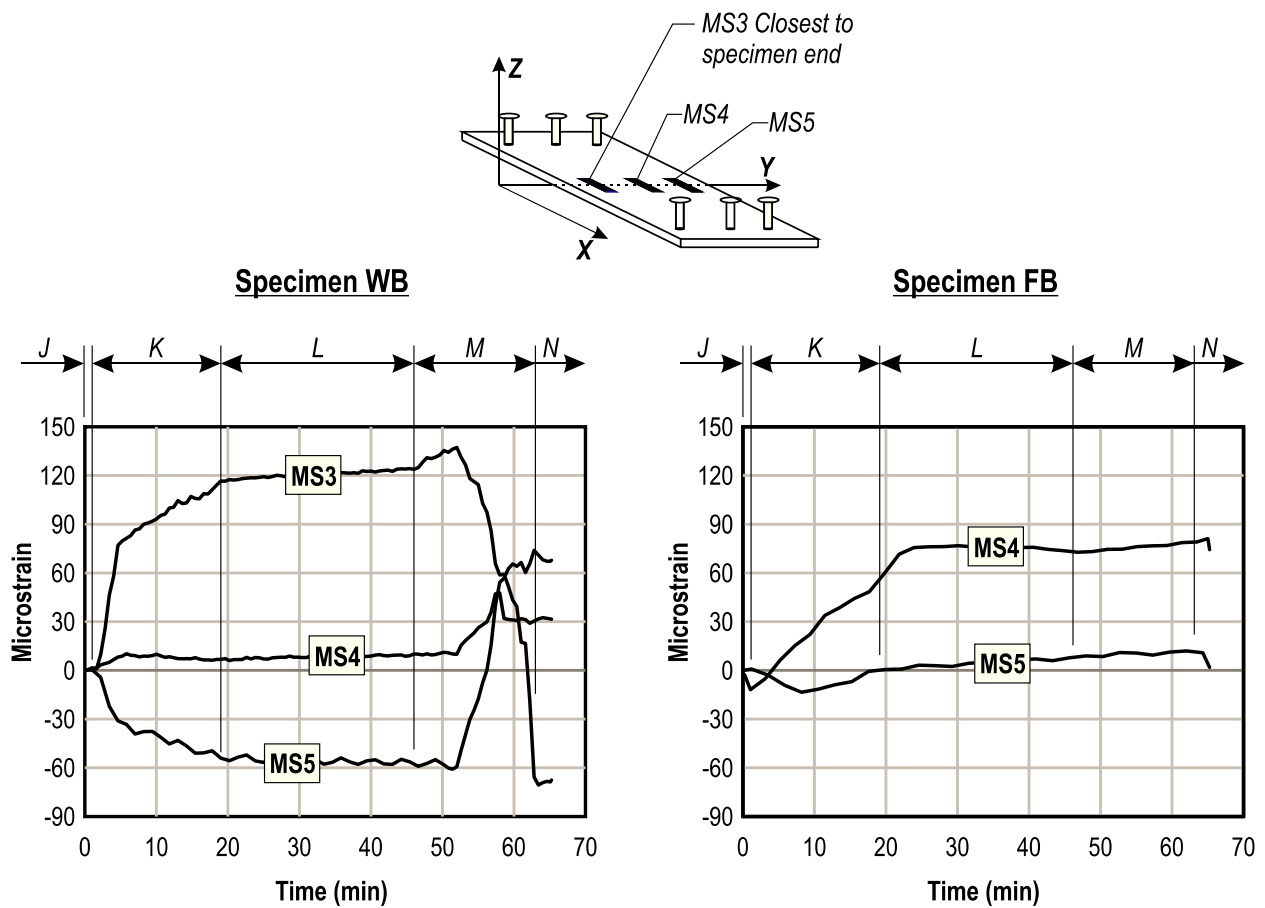 MS3 Closest to
specimen end
Z
MS4
MS5
Y
X
Specimen WB
J K L M N
150
120
90
60
30
0
-30
-60
-90
Microstrain
MS3
MS4
MS5
0 10 20 30 40 50 60 70
Time (min)
Specimen FB
J K L M N
150
120
90
60
30
0
-30
-60
-90
Microstrain
MS4
MS5
0 10 20 30 40 50 60 70
Time (min)